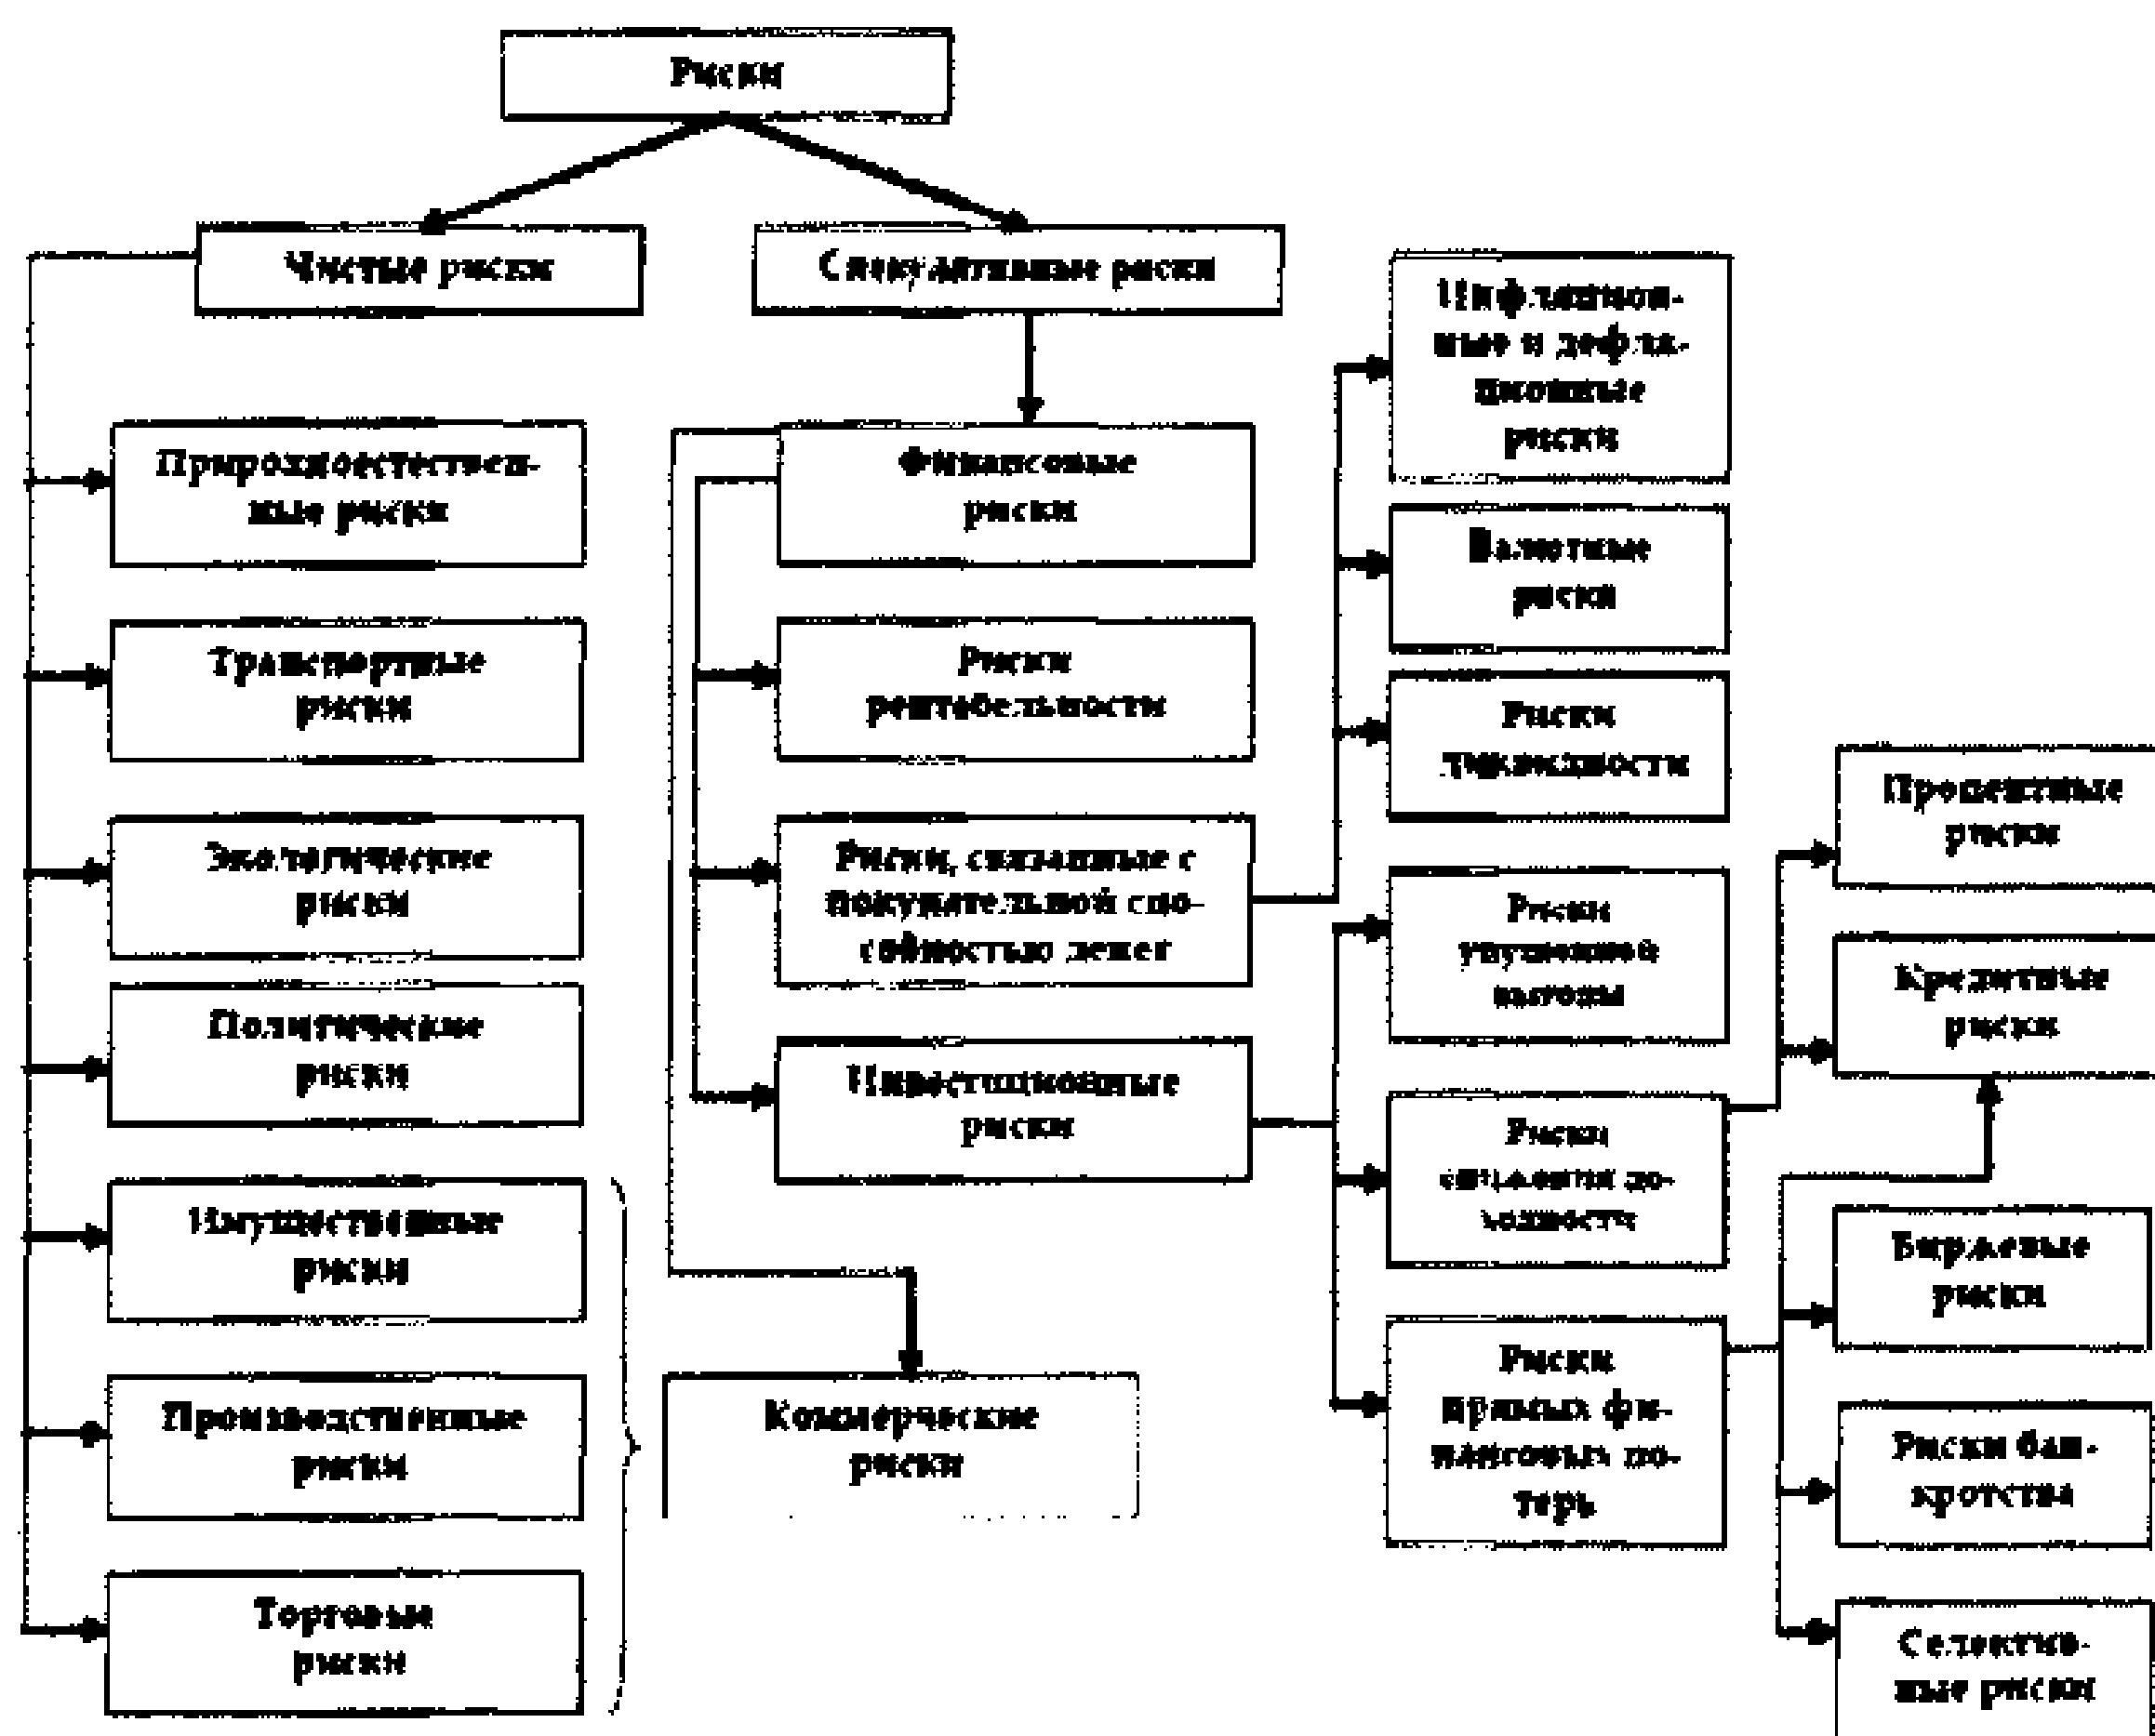 Риски
Чистые риски
Спекулятивные риски
Природноестествен-
ные риски
Транспортные
риски
Экологические
риски
Политические
риски
Имущественные
риски
Производственные
риски
Торговые
риски
Финансовые
риски
Риски
рентабельности
Риски, связанные с
покупательной спо-
собностью денег
Инвестиционные
риски
Коммерческие
риски
Инфляцион-
ные и дефля-
ционные
риски
Валютные
риски
Риски
ликвидности
Риски
упущенной
выгоды
Риски
снижения до-
ходности
Риски
прямых фи-
нансовых по-
терь
Процентные
риски
Кредитные
риски
Биржевые
риски
Риски бан-
кротства
Селектив-
ные риски